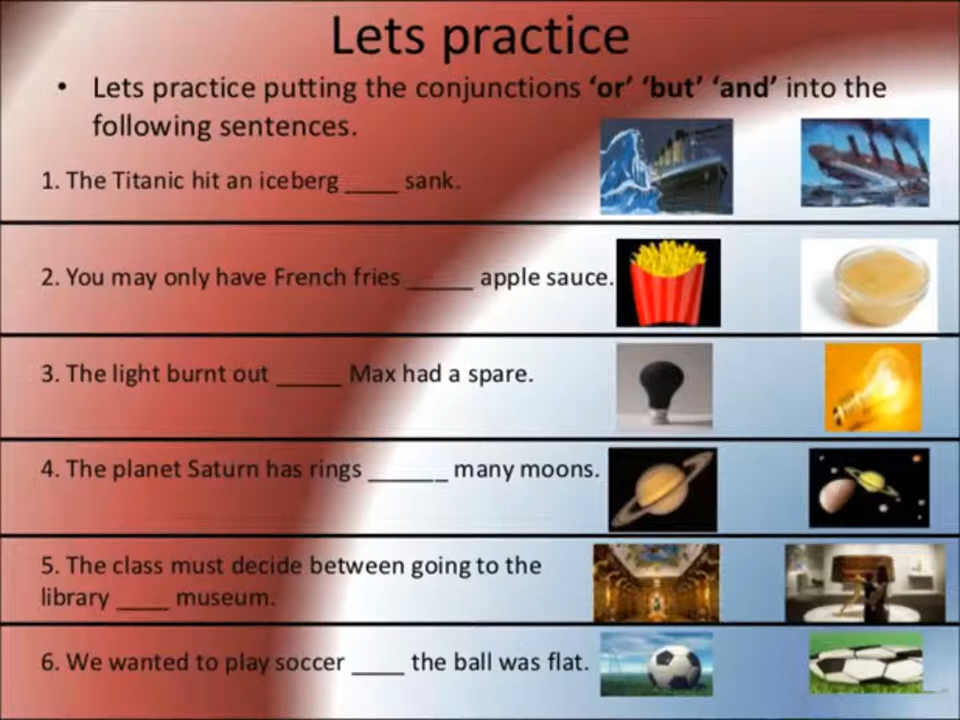 Lets practice
• Lets practice putting the conjunctions ‘or’ ‘but’ ‘and’ into the
following sentences.
1. The Titanic hit an iceberg ____ sank.
2. You may only have French fries _____ apple sauce.
3. The light burnt out _____ Max had a spare.
4. The planet Saturn has rings ______ many moons.
5. The class must decide between going to the
library ____ museum.
6. We wanted to play soccer ____ the ball was flat.